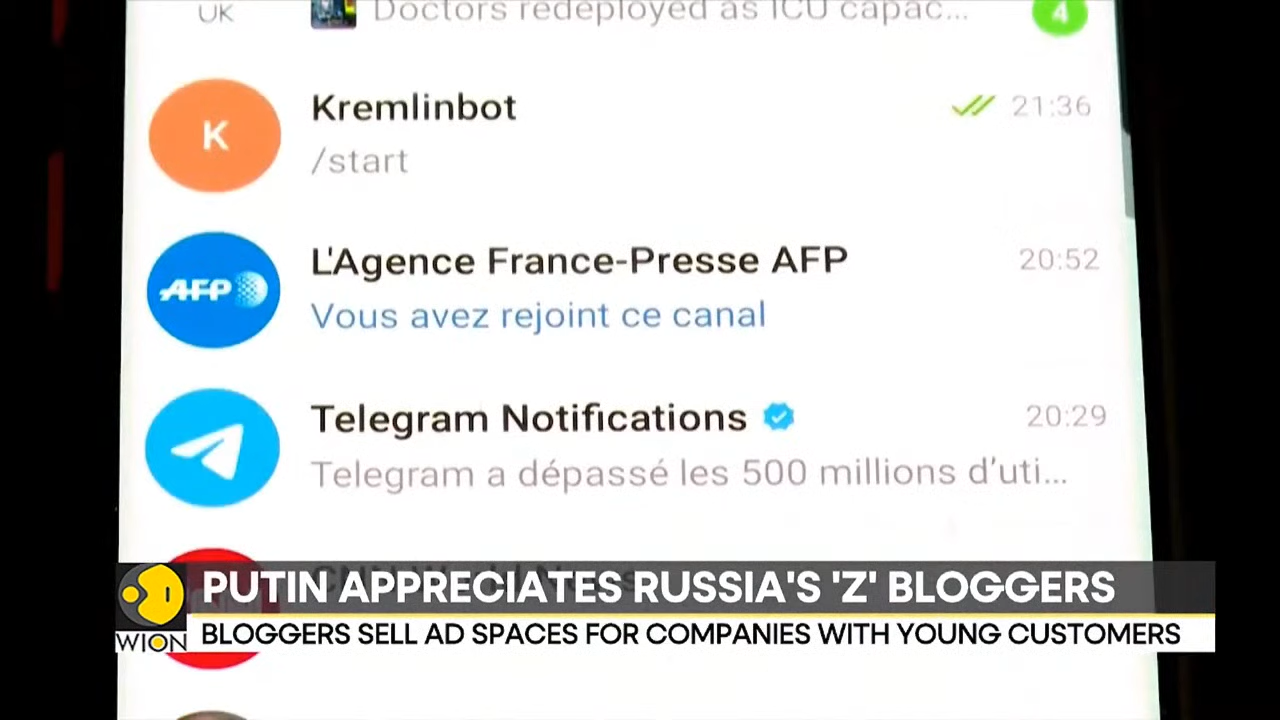 UK
Doctors redeployed as ICU capac...
4
Kremlinbot
21:36
K
/start
L'Agence France-Presse AFP
20:52
AFP
Vous avez rejoint ce canal
Telegram Notifications
20:29
Telegram a dépassé les 500 millions d'uti...
PUTIN APPRECIATES RUSSIA'S 'Z' BLOGGERS
WION
BLOGGERS SELL AD SPACES FOR COMPANIES WITH YOUNG CUSTOMERS